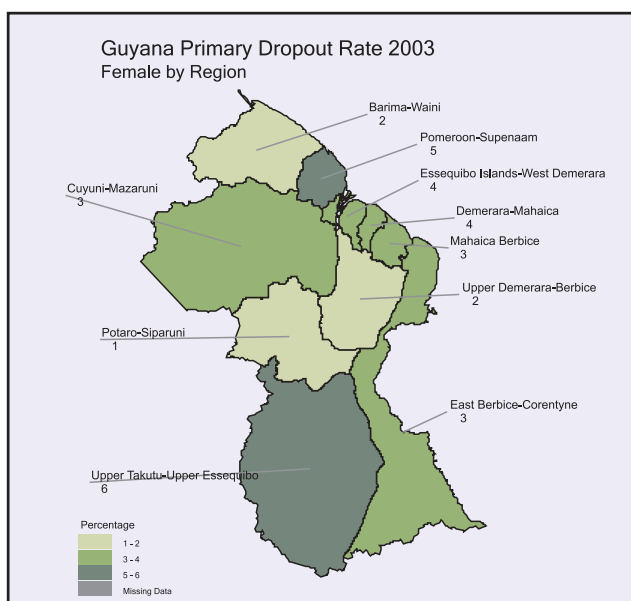 Guyana Primary Dropout Rate 2003
Female by Region
Barima-Waini
2
Pomeroon-Supenaam
5
Essequibo Islands-West Demerara
4
Cuyuni-Mazaruni
3
Demerara-Mahaica
4
Mahaica Berbice
3
Upper Demerara-Berbice
2
Potaro-Siparuni
1
East Berbice-Corentyne
3
Upper Takutu-Upper Essequibo
6
Percentage
1 - 2
3 - 4
5 - 6
Missing Data